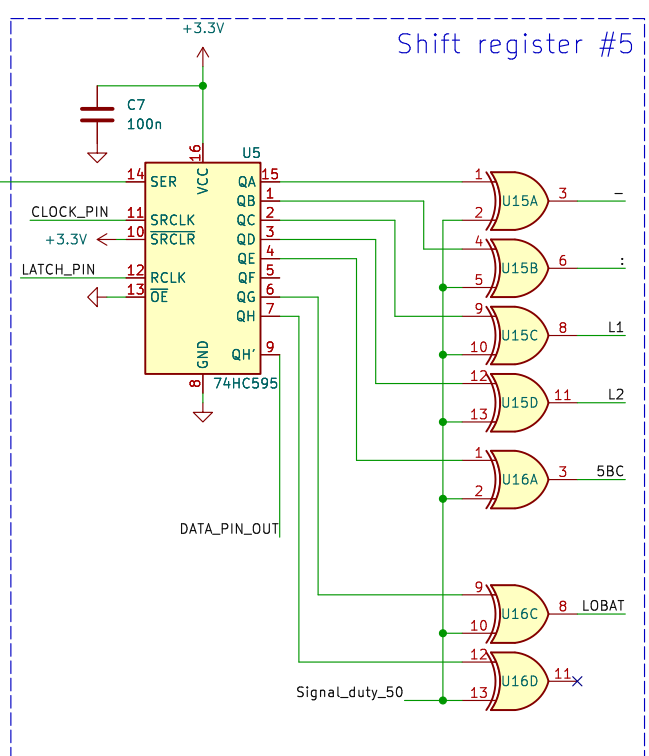 +3.3V
Shift register #5
C7
100n
U5
16
VCC
14 SER QA 15
QB 1
CLOCK_PIN 11 SRCLK QC 2
+3.3V 10 SRCLR QD 3
QE 4
LATCH_PIN 12 RCLK QF 5
13 OE QG 6
QH 7
GND QH' 9
8 74HC595
DATA_PIN_OUT
1 U15A 3 -
2
4 U15B 6 :
5
9 U15C 8 L1
10
12 U15D 11 L2
13
1 U16A 3 5BC
2
9 U16C 8 LOBAT
10
12 U16D 11
Signal_duty_50 13